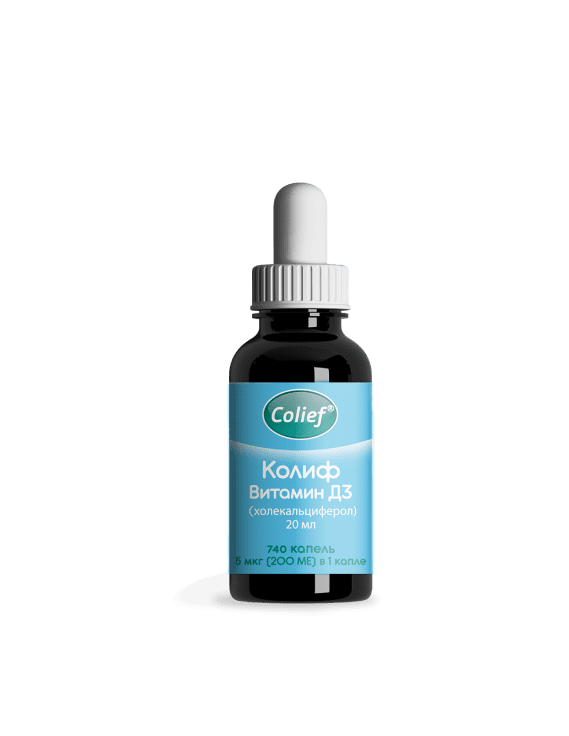 Colief®
Колиф
Витамин Д3
(холекальциферол)
20 мл
740 капель
5 мкг (200 МЕ) в 1 капле